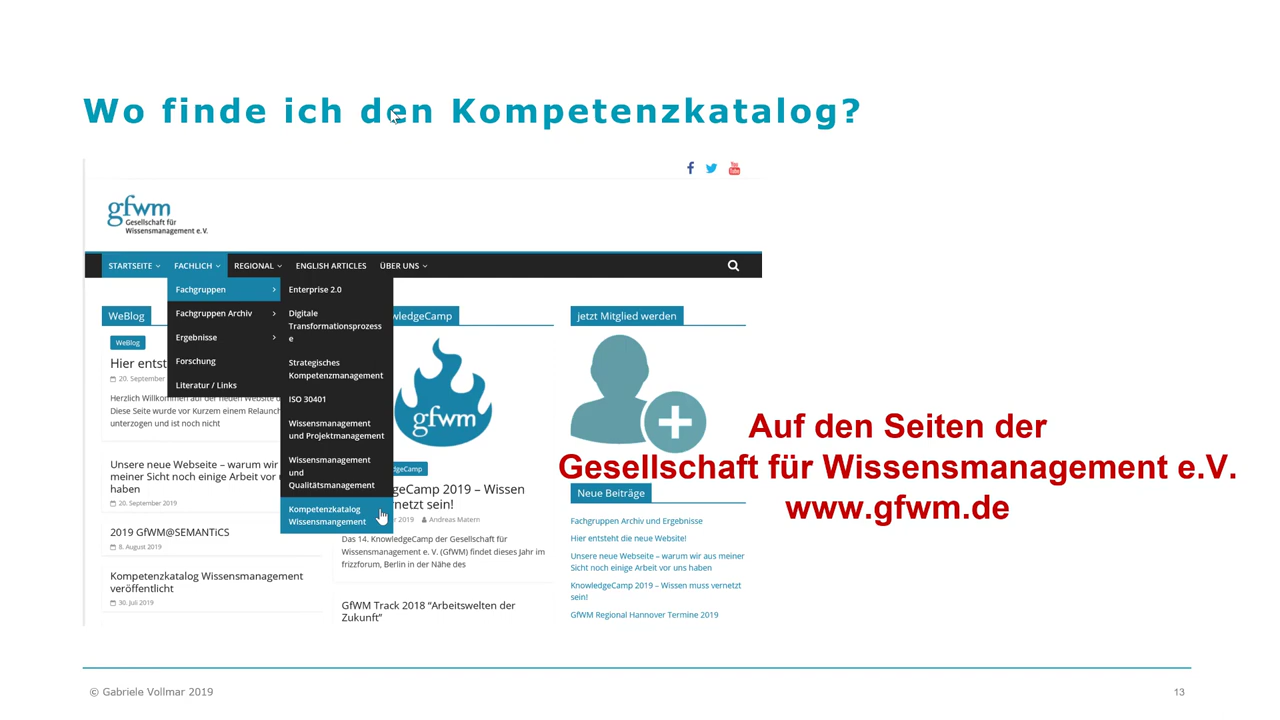 Wo finde ich den Kompetenzkatalog?
gfwm
Gesellschaft für
Wissensmanagement e.V.
STARTSEITE
FACHLICH
REGIONAL
ENGLISH ARTICLES
ÜBER UNS
Fachgruppen
Fachgruppen Archiv
Ergebnisse
Forschung
Literatur / Links
Enterprise 2.0
Digitale
Transformationsprozess
e
Strategisches
Kompetenzmanagement
ISO 30401
Wissensmanagement
und Projektmanagement
Wissensmanagement
und
Qualitätsmanagement
Kompetenzkatalog
Wissensmangement
WeBlog
WeBlog
Hier entst
20. September
Herzlich Willkommen auf der neuen Website
Diese Seite wurde vor Kurzem einem Relaunch
unterzogen und ist noch nicht
Unsere neue Webseite – warum wir
meiner Sicht noch einige Arbeit vor
haben
20. September 2019
2019 GfWM@SEMANTiCS
8. August 2019
Kompetenzkatalog Wissensmanagement
veröffentlicht
30. Juli 2019
wledgeCamp
gfwm
dgeCamp
geCamp 2019 – Wissen
rnetzt sein!
2019
Andreas Matern
Das 14. KnowledgeCamp der Gesellschaft für
Wissensmanagement e. V. (GfWM) findet dieses Jahr im
frizzforum, Berlin in der Nähe des
GfWM Track 2018 “Arbeitswelten der
Zukunft”
jetzt Mitglied werden
Neue Beiträge
Fachgruppen Archiv und Ergebnisse
Hier entsteht die neue Website!
Unsere neue Webseite – warum wir aus meiner
Sicht noch einige Arbeit vor uns haben
KnowledgeCamp 2019 – Wissen muss vernetzt
sein!
GfWM Regional Hannover Termine 2019
Auf den Seiten der
Gesellschaft für Wissensmanagement e.V.
www.gfwm.de
© Gabriele Vollmar 2019
13